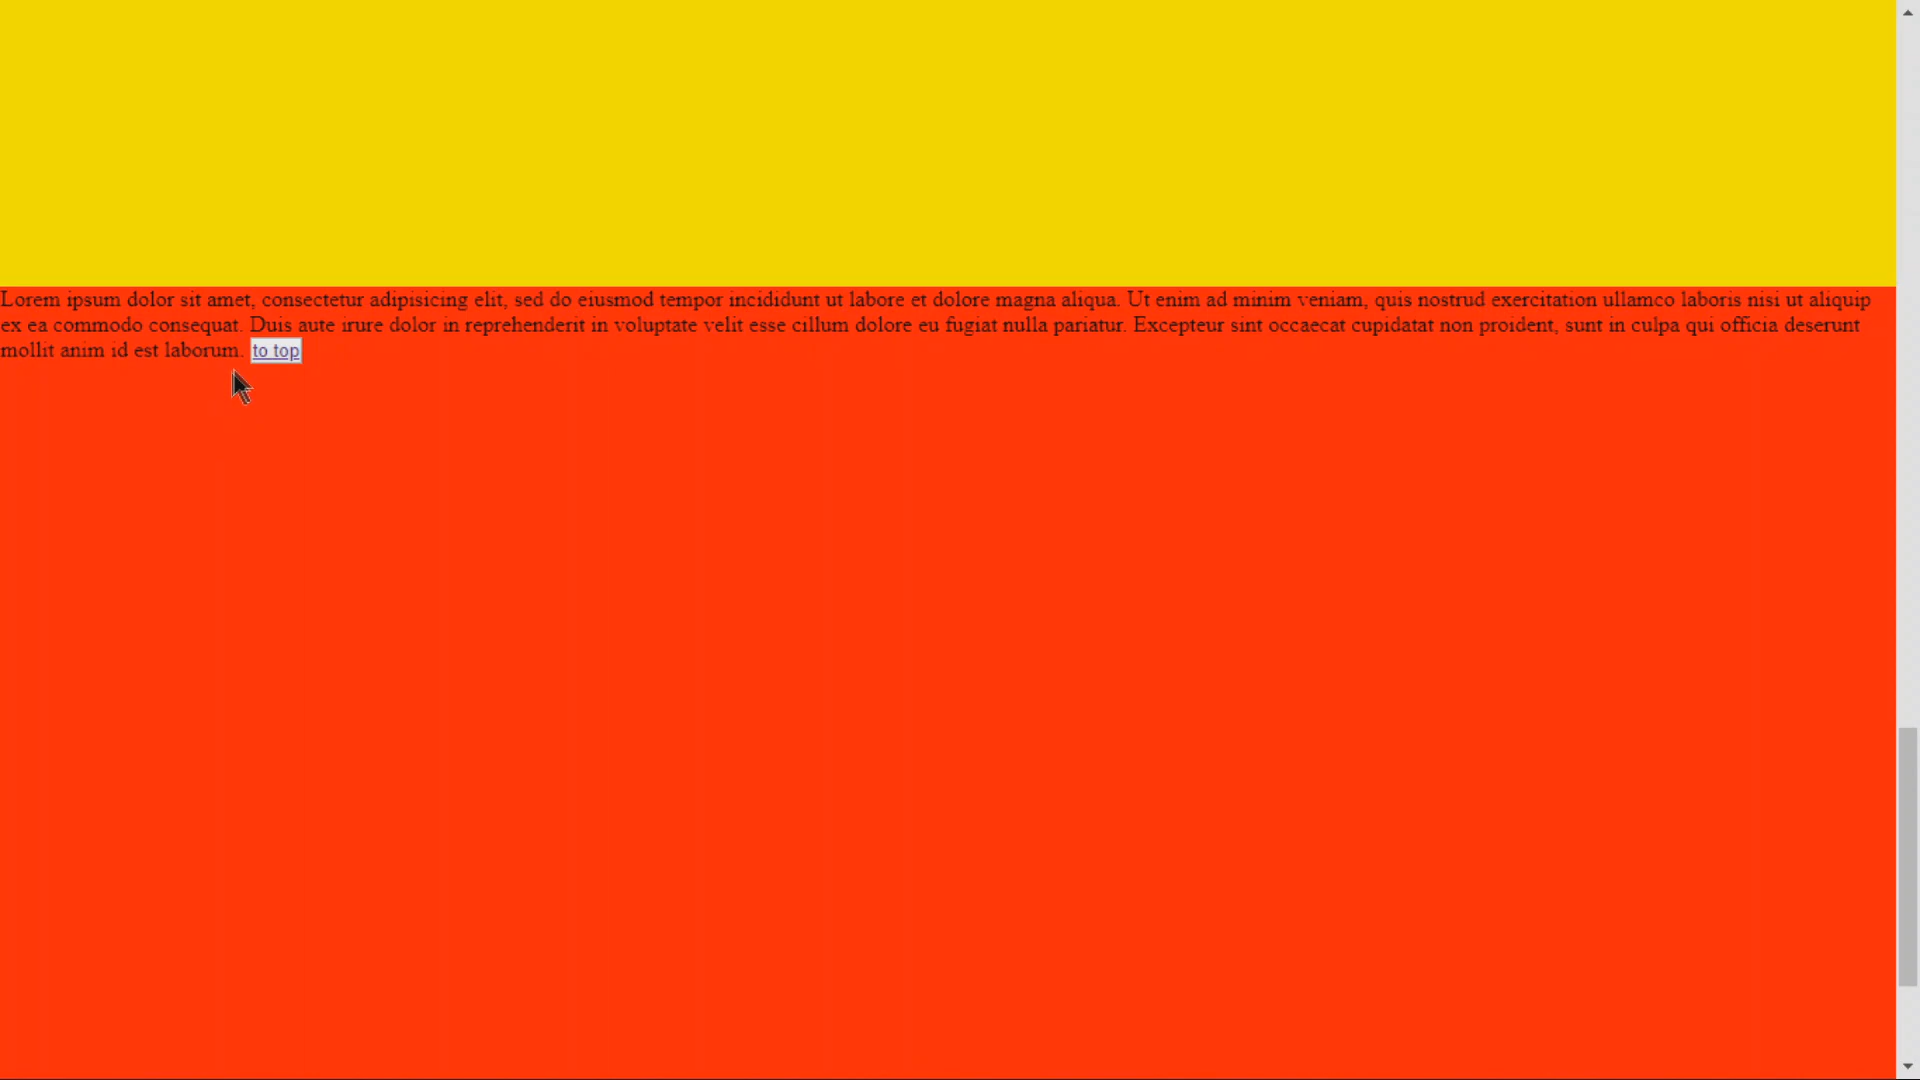 Lorem ipsum dolor sit amet, consectetur adipisicing elit, sed do eiusmod tempor incididunt ut labore et dolore magna aliqua. Ut enim ad minim veniam, quis nostrud exercitation ullamco laboris nisi ut aliquip
ex ea commodo consequat. Duis aute irure dolor in reprehenderit in voluptate velit esse cillum dolore eu fugiat nulla pariatur. Excepteur sint occaecat cupidatat non proident, sunt in culpa qui officia deserunt
mollit anim id est laborum. to top